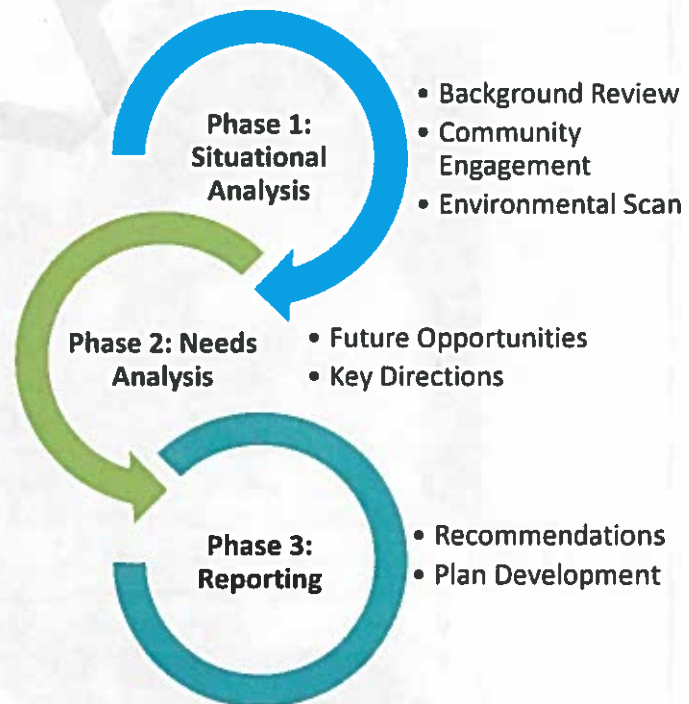 Phase 1:
Situational
Analysis
• Background Review
• Community
Engagement
• Environmental Scan
Phase 2: Needs
Analysis
• Future Opportunities
• Key Directions
Phase 3:
Reporting
• Recommendations
• Plan Development